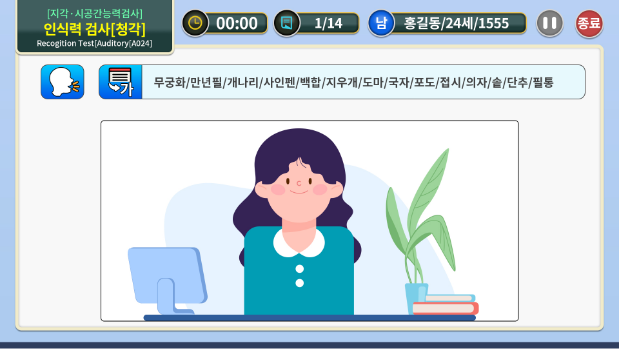 [지각·시공간능력검사]
인식력 검사[청각]
Recogition Test[Auditory[A024]
00:00
1/14
남
홍길동/24세/1555
종료
가
무궁화/만년필/개나리/사인펜/백합/지우개/도마/국자/포도/접시/의자/솥/단추/필통